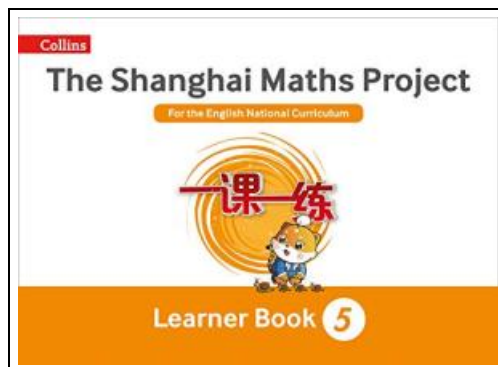 Collins
The Shanghai Maths Project
For the English National Curriculum
一课一练
Learner Book 5